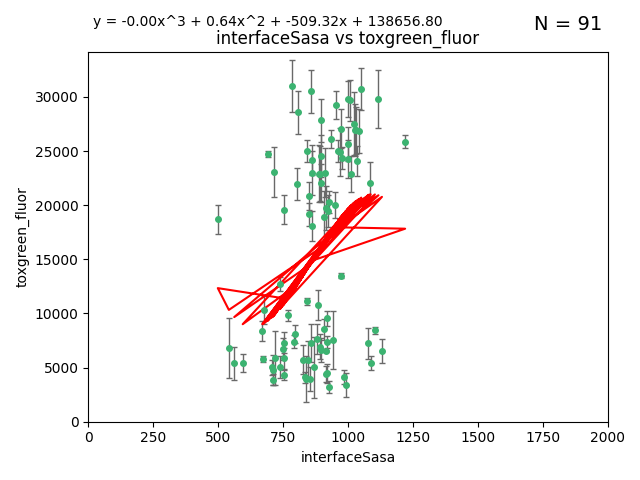 y = -0.00x^3 + 0.64x^2 + -509.32x + 138656.80
N = 91
interfaceSasa vs toxgreen_fluor
30000
25000
20000
15000
10000
5000
0
toxgreen_fluor
0 250 500 750 1000 1250 1500 1750 2000
interfaceSasa